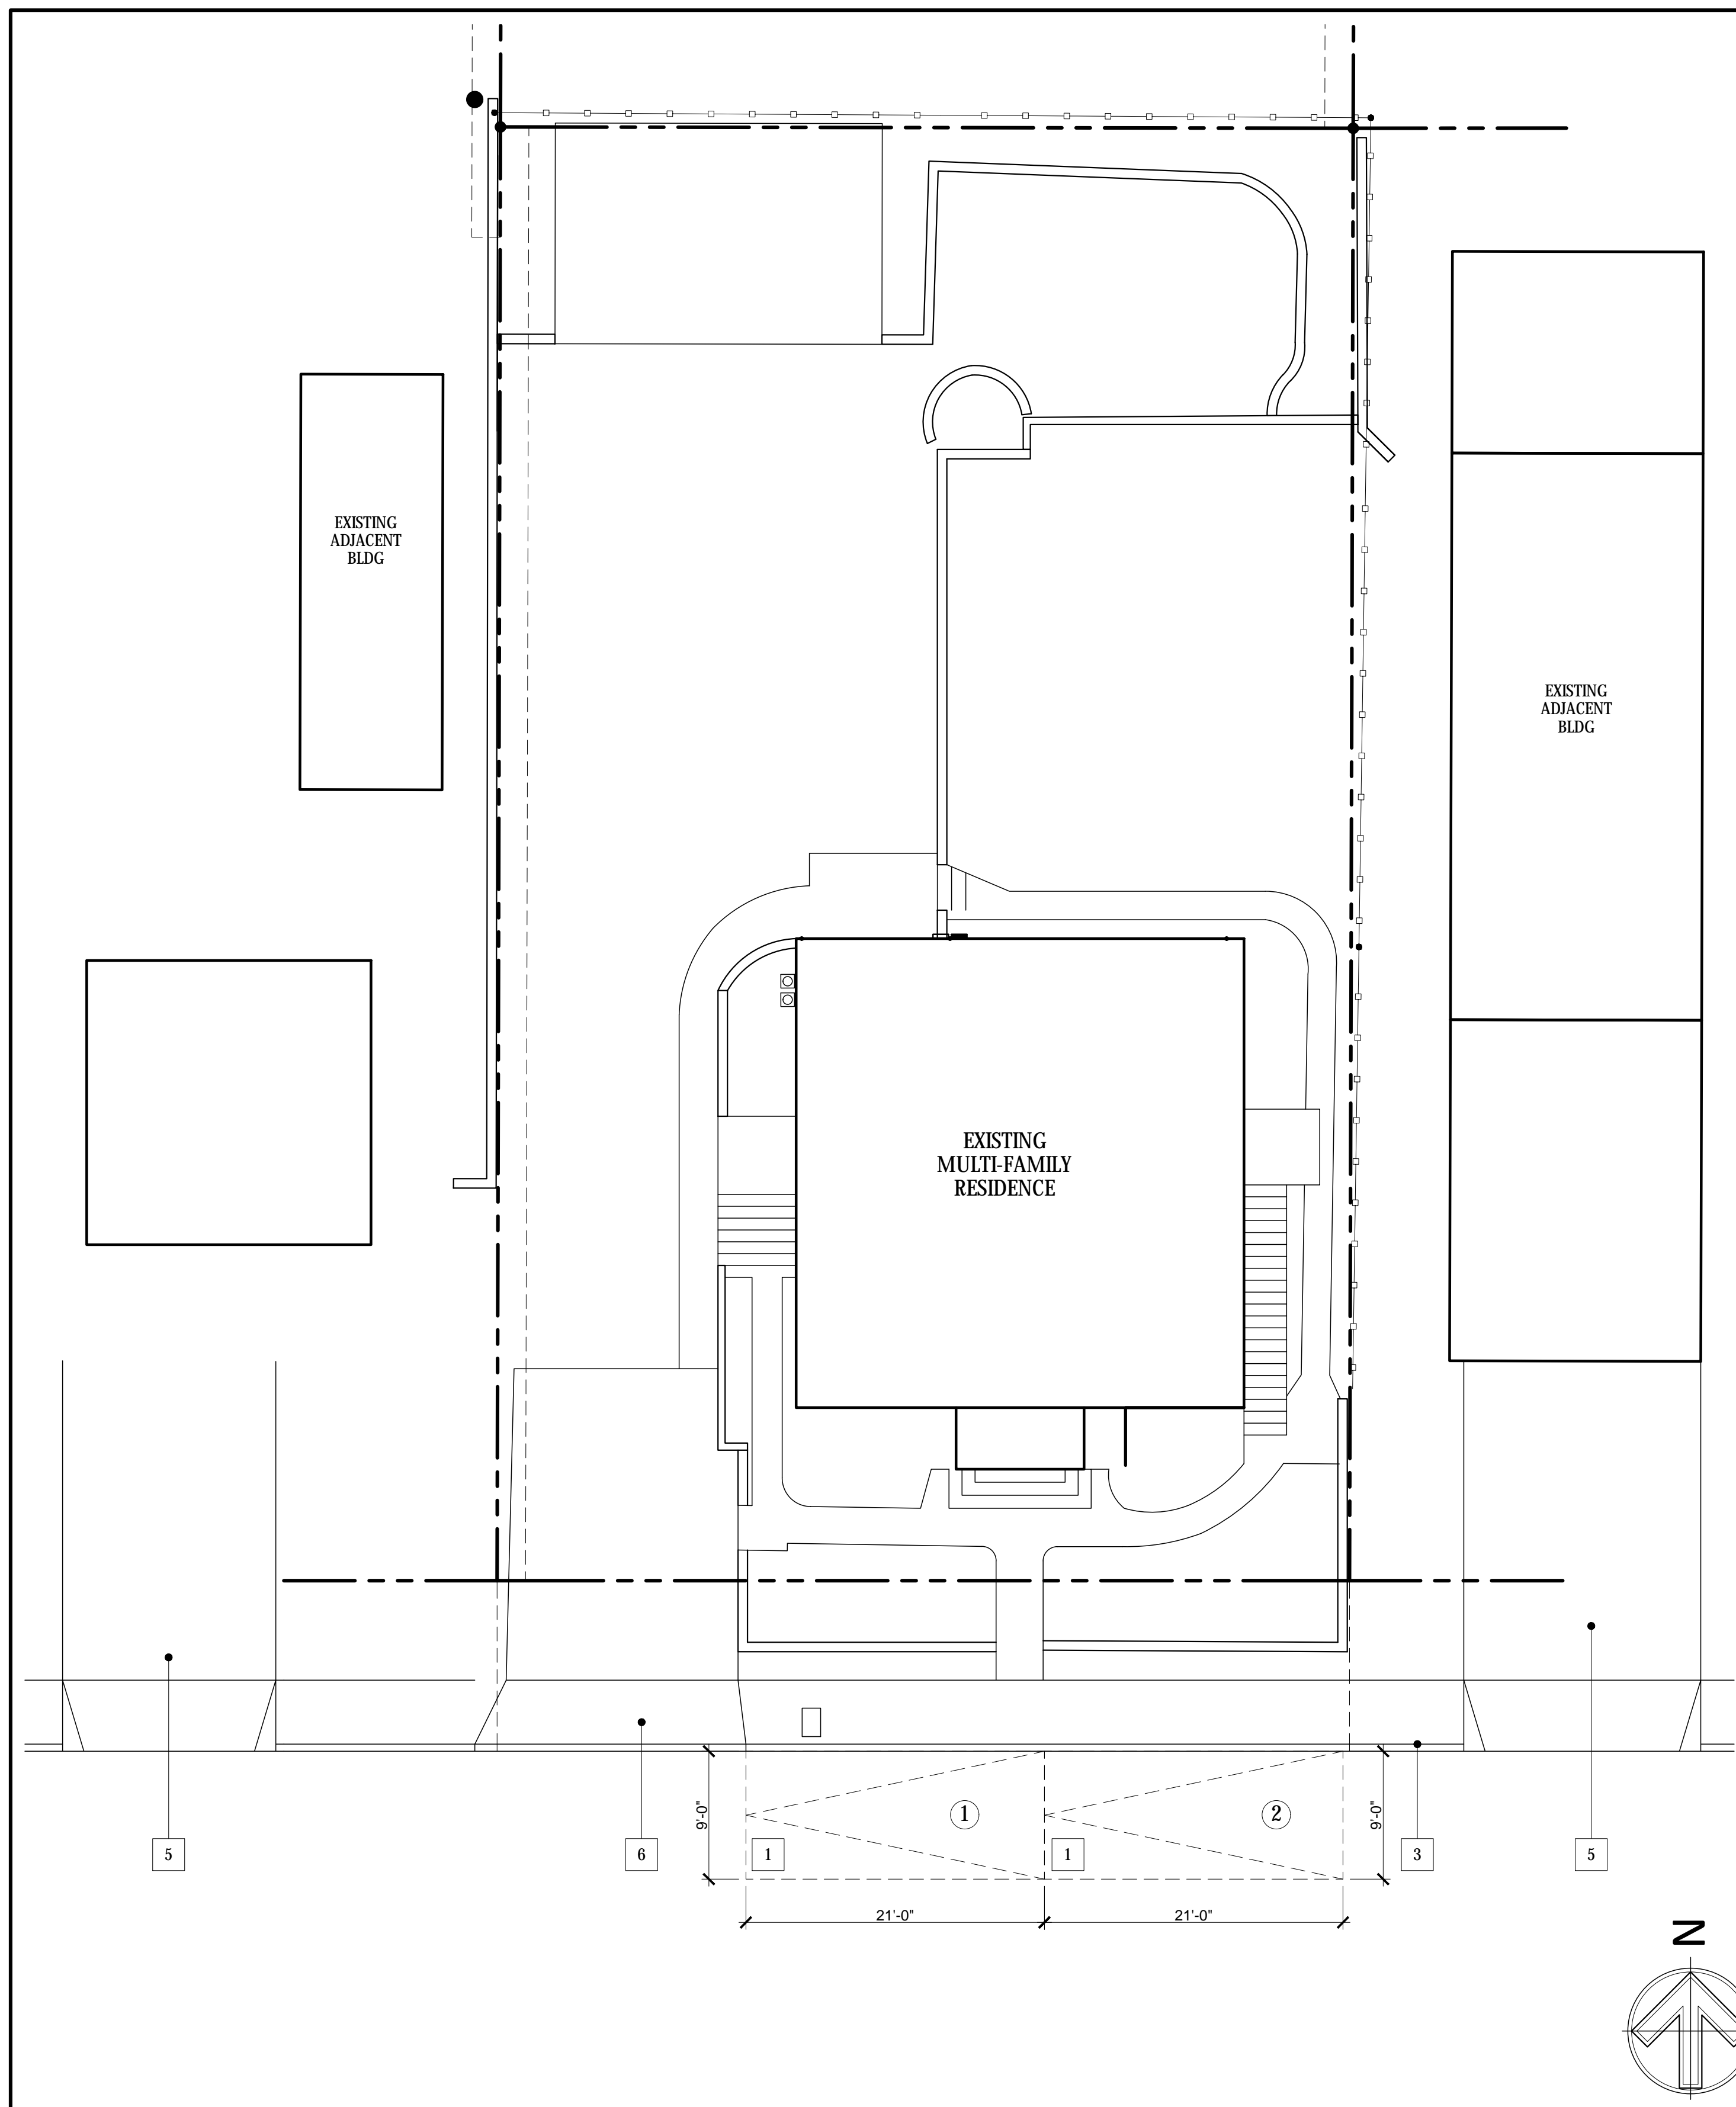 EXISTING
ADJACENT
BLDG
EXISTING
ADJACENT
BLDG
EXISTING
MULTI-FAMILY
RESIDENCE
9'-0"
1
2
9'-0"
5
6
1
1
3
5
21'-0"
21'-0"
N